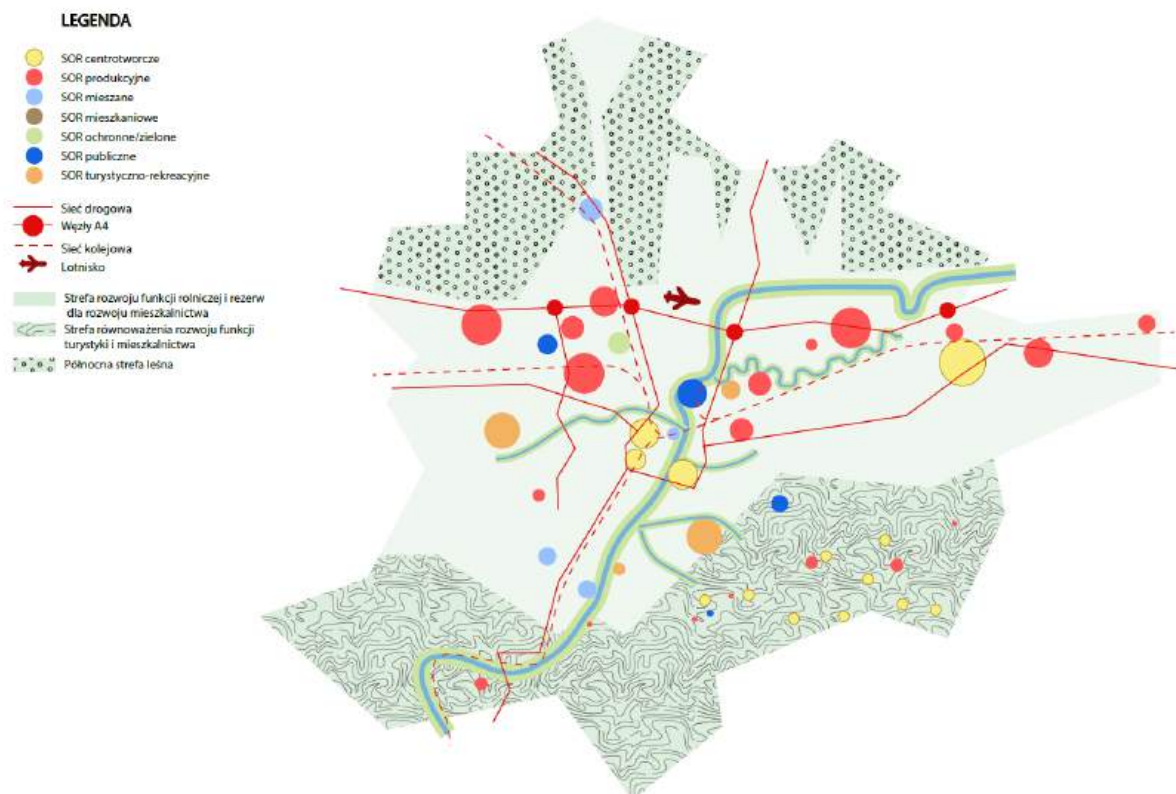 LEGENDA
SOR centrotworcze
SOR produkcyjne
SOR mieszane
SOR mieszkaniowe
SOR ochronne/zielone
SOR publiczne
SOR turystyczno-rekreacyjne
Sieć drogowa
Węzły A4
Sieć kolejowa
Lotnisko
Strefa rozwoju funkcji rolniczej i rezerw
dla rozwoju mieszkalnictwa
Strefa równoważenia rozwoju funkcji
turystyki i mieszkalnictwa
Północna strefa leśna